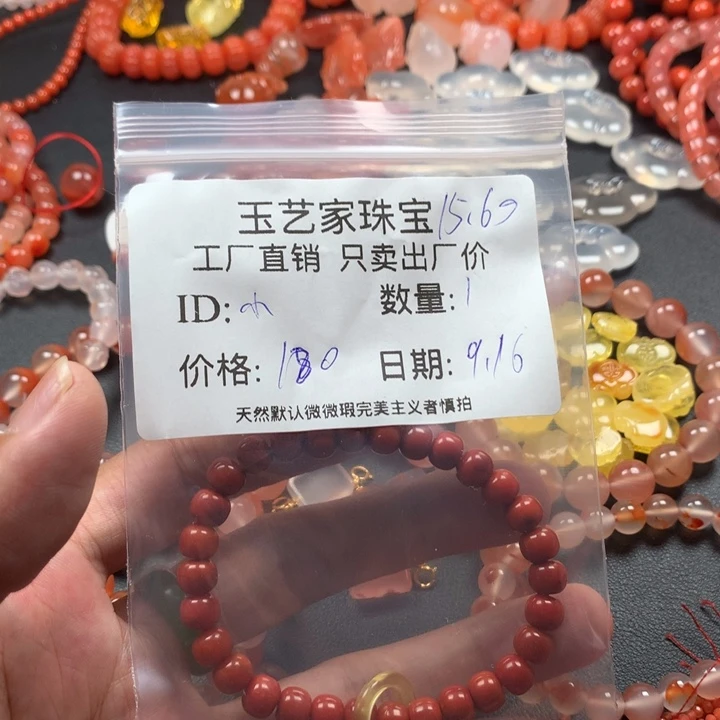 玉艺家珠宝 15.60
工厂直销 只卖出厂价
ID: 小 数量: 1
价格: 180 日期: 9.16
天然默认微微瑕完美主义者慎拍